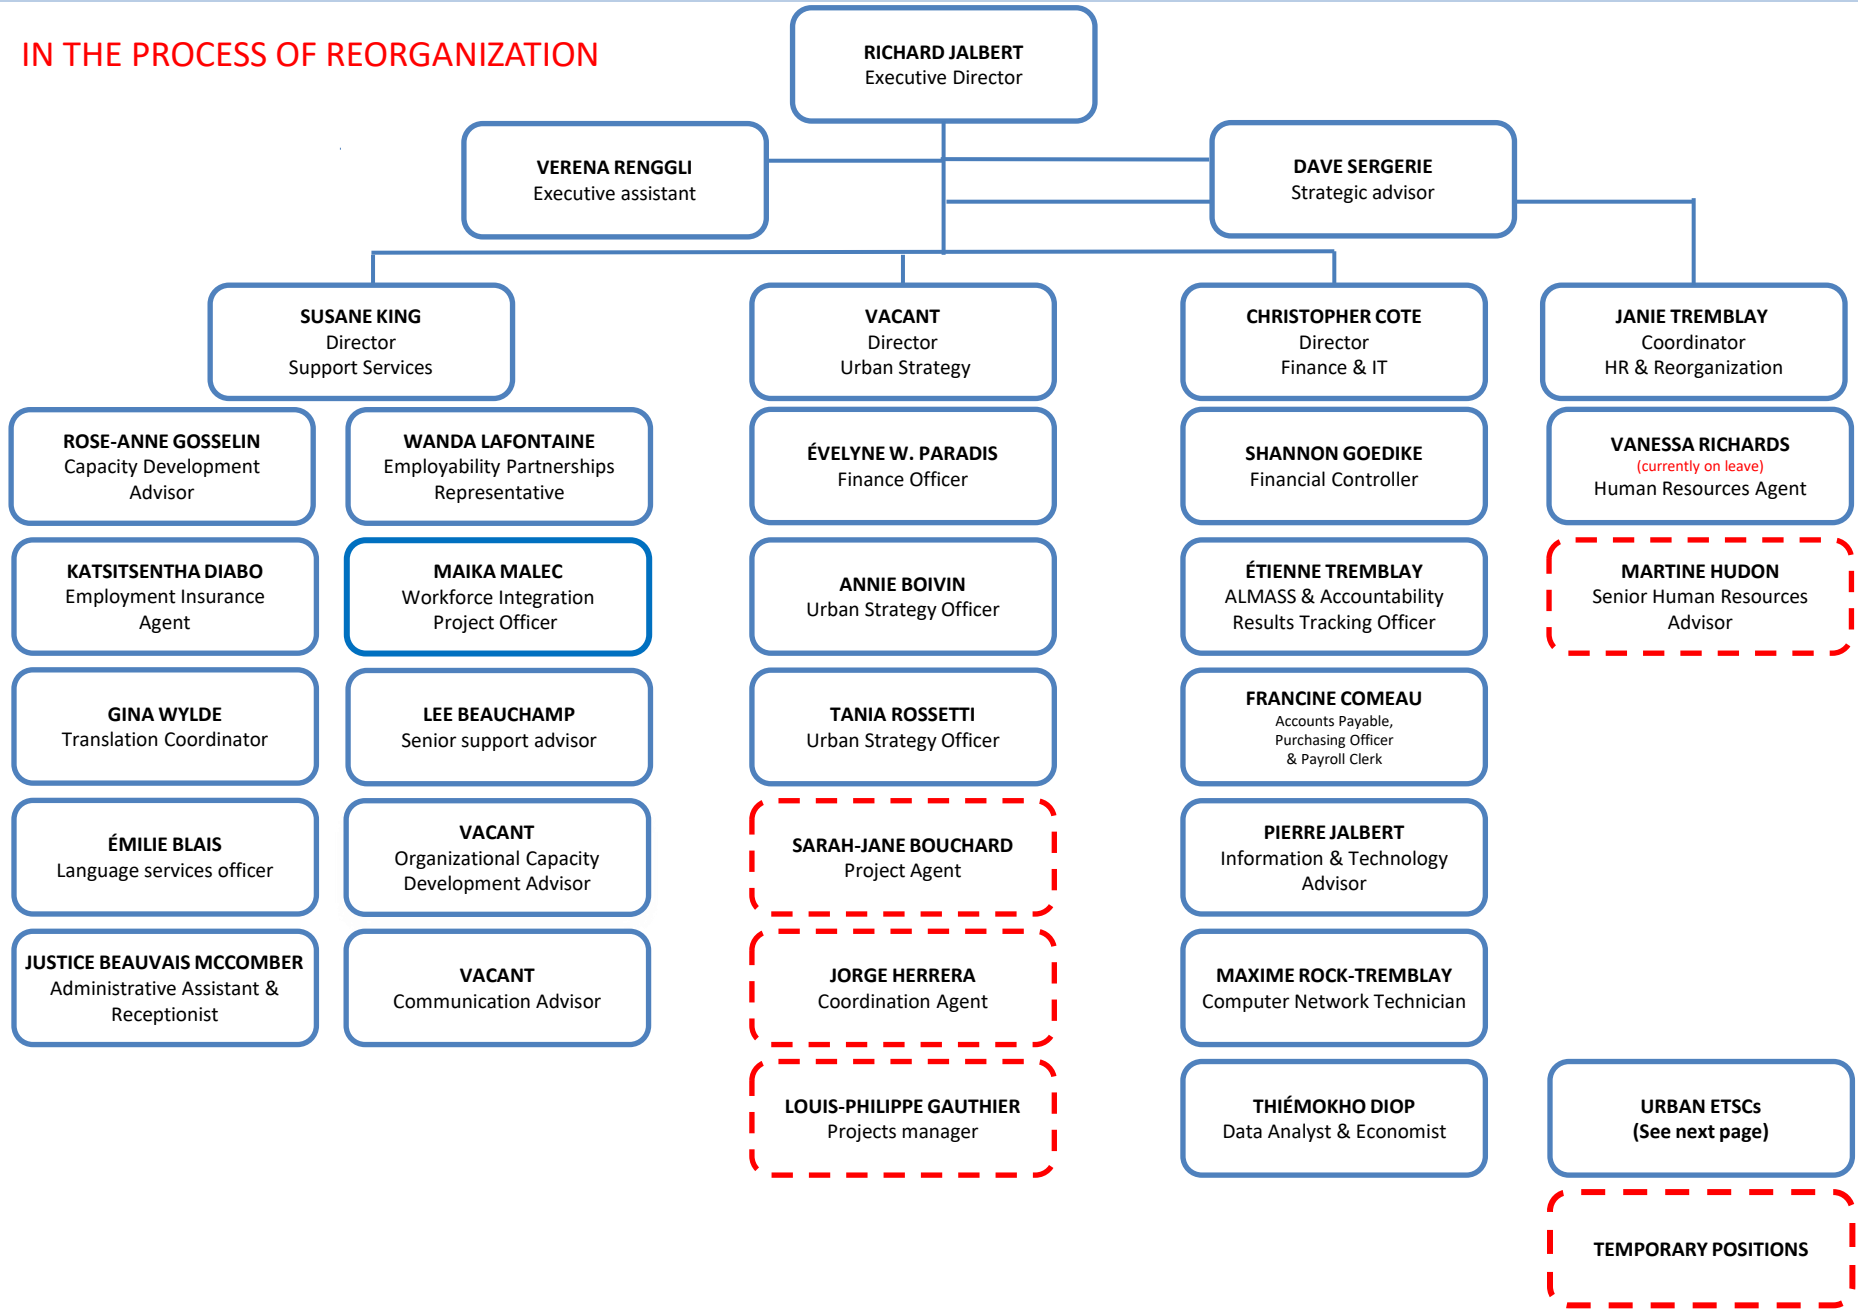 IN THE PROCESS OF REORGANIZATION
RICHARD JALBERT
Executive Director
VERENA RENGGLI
Executive assistant
DAVE SERGERIE
Strategic advisor
SUSANE KING
Director
Support Services
VACANT
Director
Urban Strategy
CHRISTOPHER COTE
Director
Finance & IT
JANIE TREMBLAY
Coordinator
HR & Reorganization
ROSE-ANNE GOSSELIN
Capacity Development
Advisor
WANDA LAFONTAINE
Employability Partnerships
Representative
ÉVELYNE W. PARADIS
Finance Officer
SHANNON GOEDIKE
Financial Controller
VANESSA RICHARDS
(currently on leave)
Human Resources Agent
KATSITSENTHA DIABO
Employment Insurance
Agent
MAIKA MALEC
Workforce Integration
Project Officer
ANNIE BOIVIN
Urban Strategy Officer
ÉTIENNE TREMBLAY
ALMASS & Accountability
Results Tracking Officer
MARTINE HUDON
Senior Human Resources
Advisor
GINA WYLDE
Translation Coordinator
LEE BEAUCHAMP
Senior support advisor
TANIA ROSSETTI
Urban Strategy Officer
FRANCINE COMEAU
Accounts Payable,
Purchasing Officer
& Payroll Clerk
ÉMILIE BLAIS
Language services officer
VACANT
Organizational Capacity
Development Advisor
SARAH-JANE BOUCHARD
Project Agent
PIERRE JALBERT
Information & Technology
Advisor
JUSTICE BEAUVAIS MCCOMBER
Administrative Assistant &
Receptionist
VACANT
Communication Advisor
JORGE HERRERA
Coordination Agent
MAXIME ROCK-TREMBLAY
Computer Network Technician
LOUIS-PHILIPPE GAUTHIER
Projects manager
THIÉMOKHO DIOP
Data Analyst & Economist
URBAN ETSCs
(See next page)
TEMPORARY POSITIONS